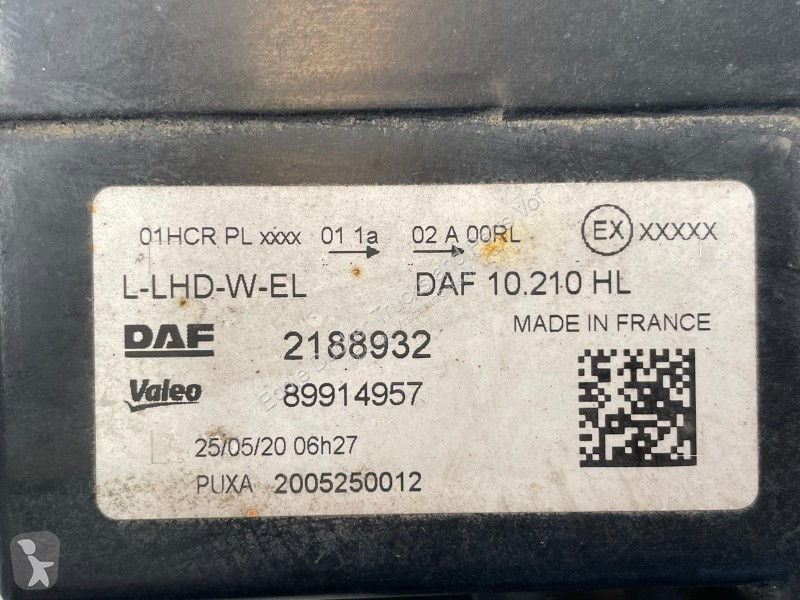 01HCR PL xxxx 01 1a 02 A 00RL EX XXXXX
L-LHD-W-EL DAF 10.210 HL
MADE IN FRANCE
DAF 2188932
Valeo 89914957
25/05/20 06h27
PUXA 2005250012